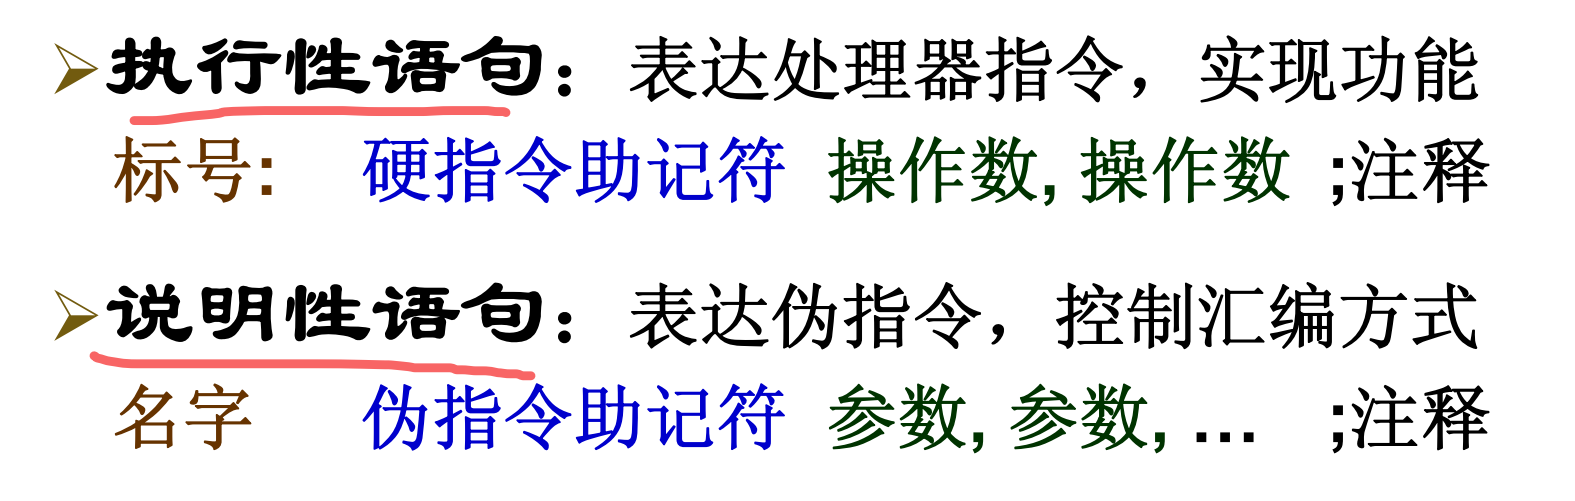 执行性语句：表达处理器指令，实现功能
标号: 硬指令助记符 操作数, 操作数 ;注释
说明性语句：表达伪指令，控制汇编方式
名字 伪指令助记符 参数, 参数, … ;注释